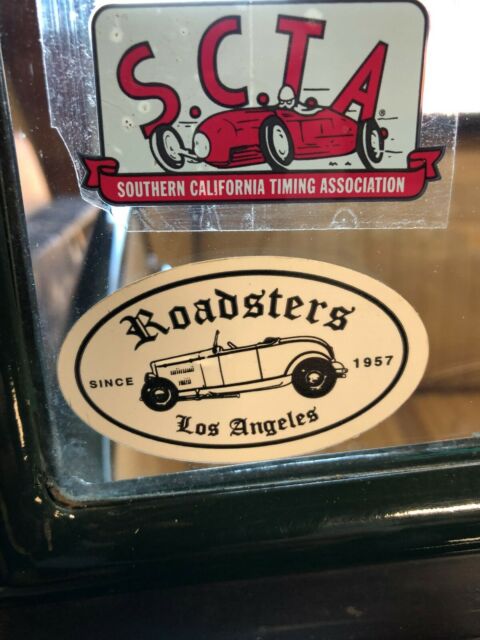 S.C.T.A
®
SOUTHERN CALIFORNIA TIMING ASSOCIATION
Roadsters
SINCE 1957
Los Angeles